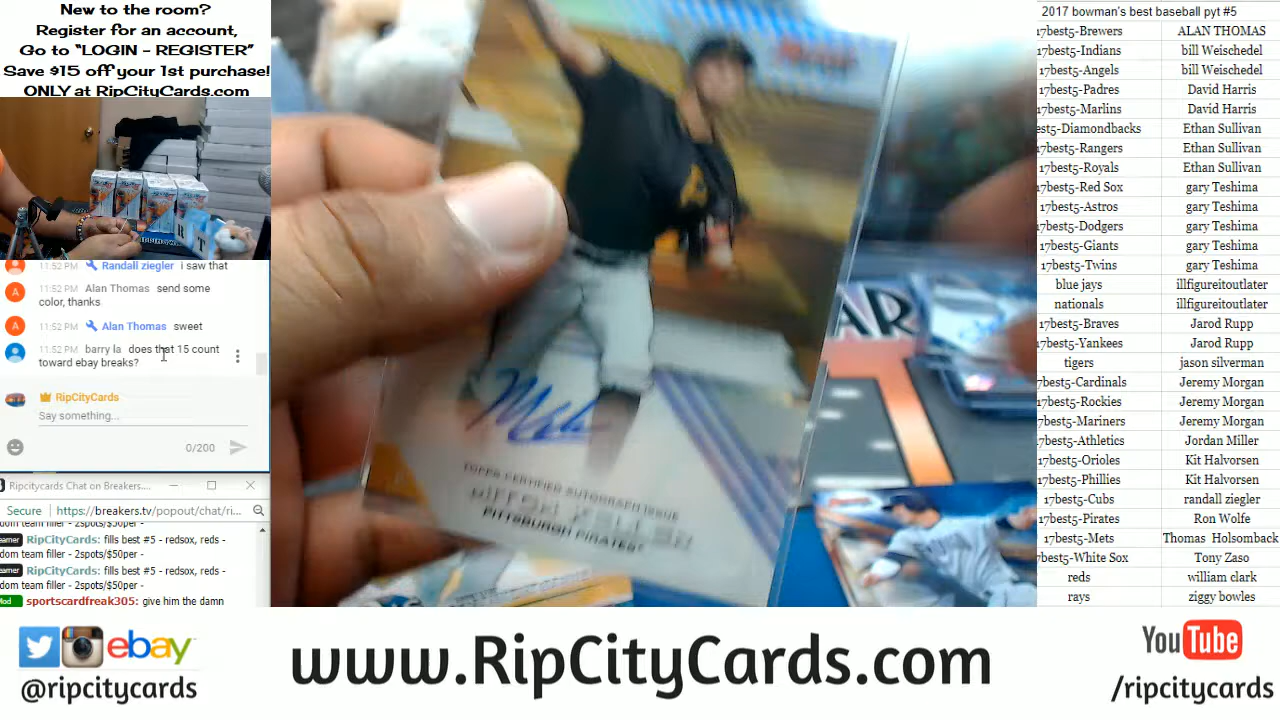 New to the room?
Register for an account,
Go to “LOGIN - REGISTER”
Save $15 off your 1st purchase!
ONLY at RipCityCards.com
11:52 PM Randall ziegler i saw that
A 11:52 PM Alan Thomas send some
color, thanks
A 11:52 PM Alan Thomas sweet
11:52 PM barry la does that 15 count
toward ebay breaks?
RipCityCards
Say something...
0/200
Ripcitycards Chat on Breakers....
Secure https://breakers.tv/popout/chat/ri...
dom team filler - 2spots/$50per -
RipCityCards: fills best #5 - redsox, reds -
dom team filler - 2spots/$50per -
RipCityCards: fills best #5 - redsox, reds -
dom team filler - 2spots/$50per -
sportscardfreak305: give him the damn
TOPPS CERTIFIED AUTOGRAPH ISSUE
PITTSBURGH PIRATES
AR
T
2017 bowman's best baseball pyt #5
17best5-Brewers ALAN THOMAS
17best5-Indians bill Weischedel
17best5-Angels bill Weischedel
17best5-Padres David Harris
17best5-Marlins David Harris
est5-Diamondbacks Ethan Sullivan
17best5-Rangers Ethan Sullivan
17best5-Royals Ethan Sullivan
17best5-Red Sox gary Teshima
17best5-Astros gary Teshima
17best5-Dodgers gary Teshima
17best5-Giants gary Teshima
17best5-Twins gary Teshima
blue jays illfigureitoutlater
nationals illfigureitoutlater
17best5-Braves Jarod Rupp
17best5-Yankees Jarod Rupp
tigers jason silverman
7best5-Cardinals Jeremy Morgan
17best5-Rockies Jeremy Morgan
7best5-Mariners Jeremy Morgan
7best5-Athletics Jordan Miller
17best5-Orioles Kit Halvorsen
17best5-Phillies Kit Halvorsen
17best5-Cubs randall ziegler
17best5-Pirates Ron Wolfe
17best5-Mets Thomas Holsomback
7best5-White Sox Tony Zaso
reds william clark
rays ziggy bowles
ebay
@ripcitycards
www.RipCityCards.com
YouTube
/ripcitycards